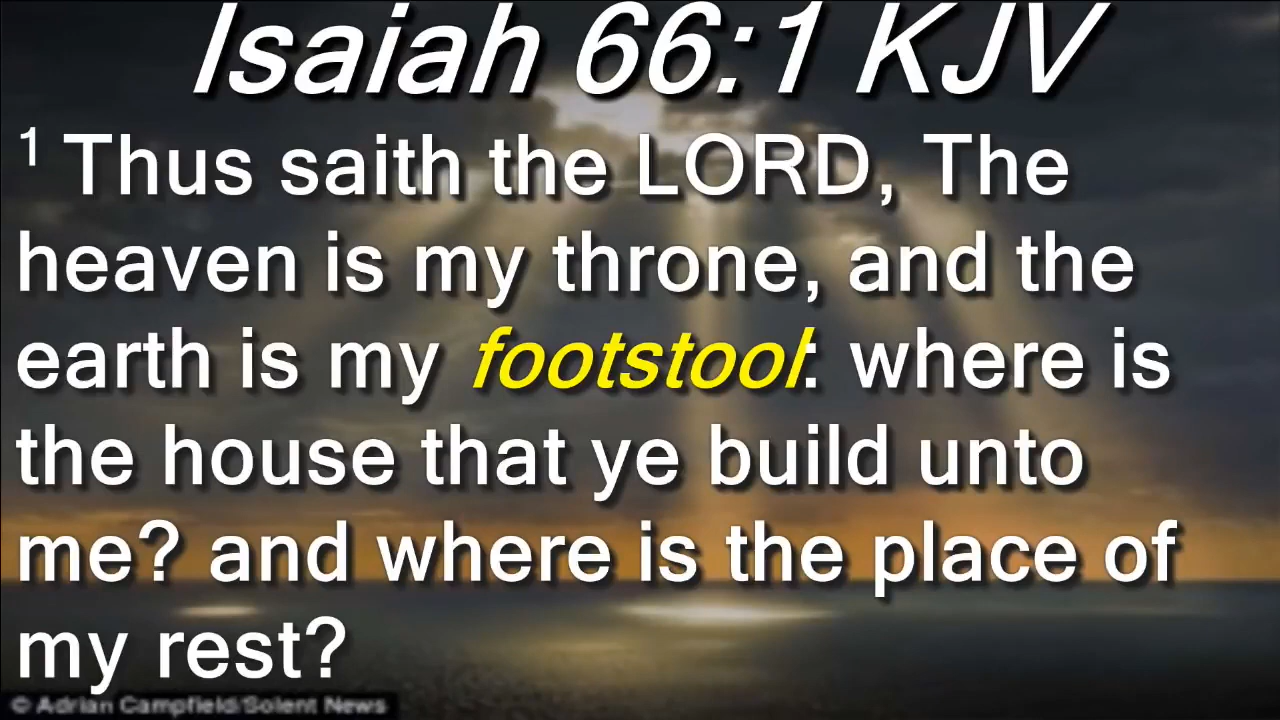 Isaiah 66:1 KJV
1 Thus saith the LORD, The
heaven is my throne, and the
earth is my footstool: where is
the house that ye build unto
me? and where is the place of
my rest?
© Adrian Campfield/Solent News